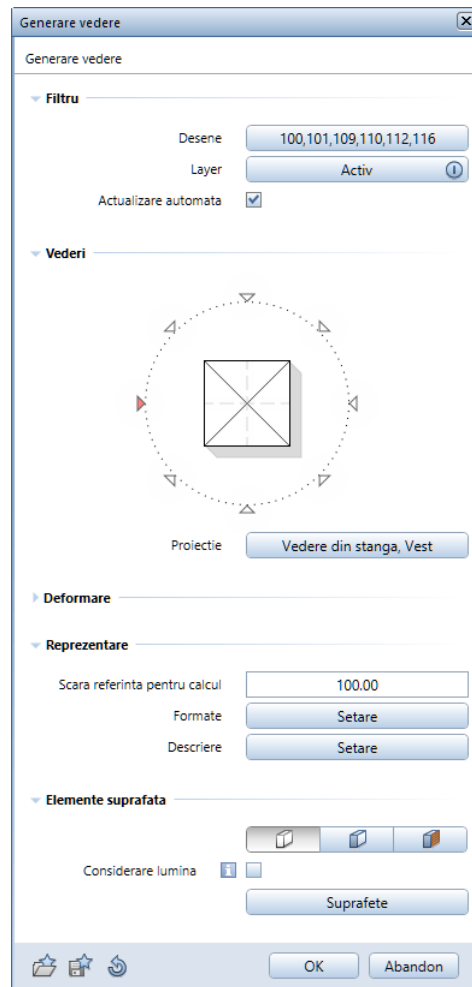 Generare vedere
Generare vedere
Filtru
Desene 100,101,109,110,112,116
Layer Activ
Actualizare automata
Vederi
Proiectie Vedere din stanga, Vest
Deformare
Reprezentare
Scara referinta pentru calcul 100.00
Formate Setare
Descriere Setare
Elemente suprafata
Considerare lumina
Suprafete
OK Abandon